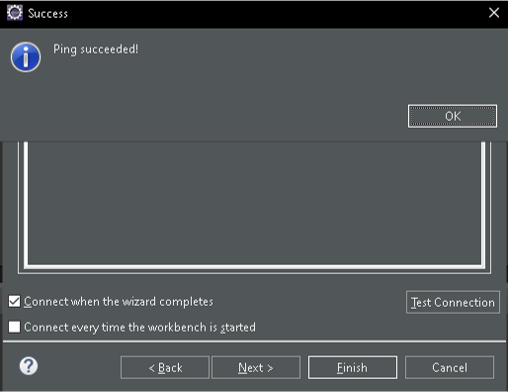 Success
Ping succeeded!
OK
Connect when the wizard completes
Test Connection
Connect every time the workbench is started
< Back
Next >
Finish
Cancel